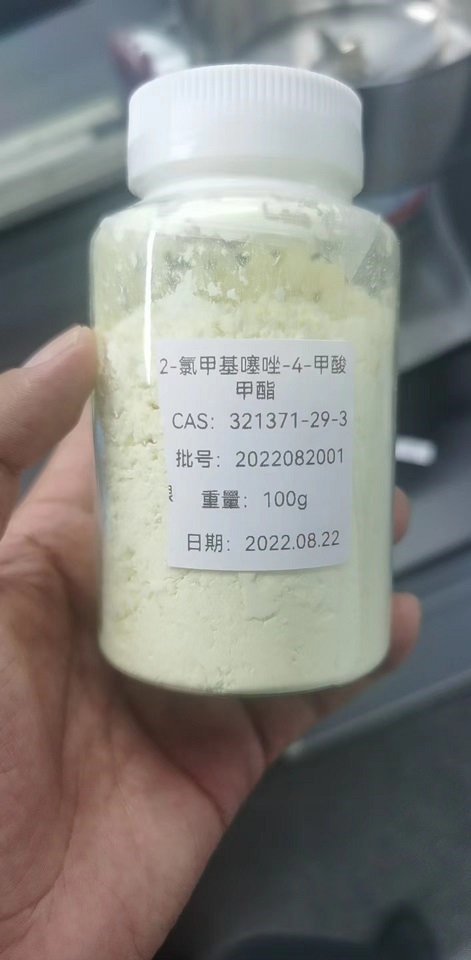 2-氯甲基噻唑-4-甲酸
甲酯
CAS: 321371-29-3
批号: 2022082001
重量: 100g
日期: 2022.08.22